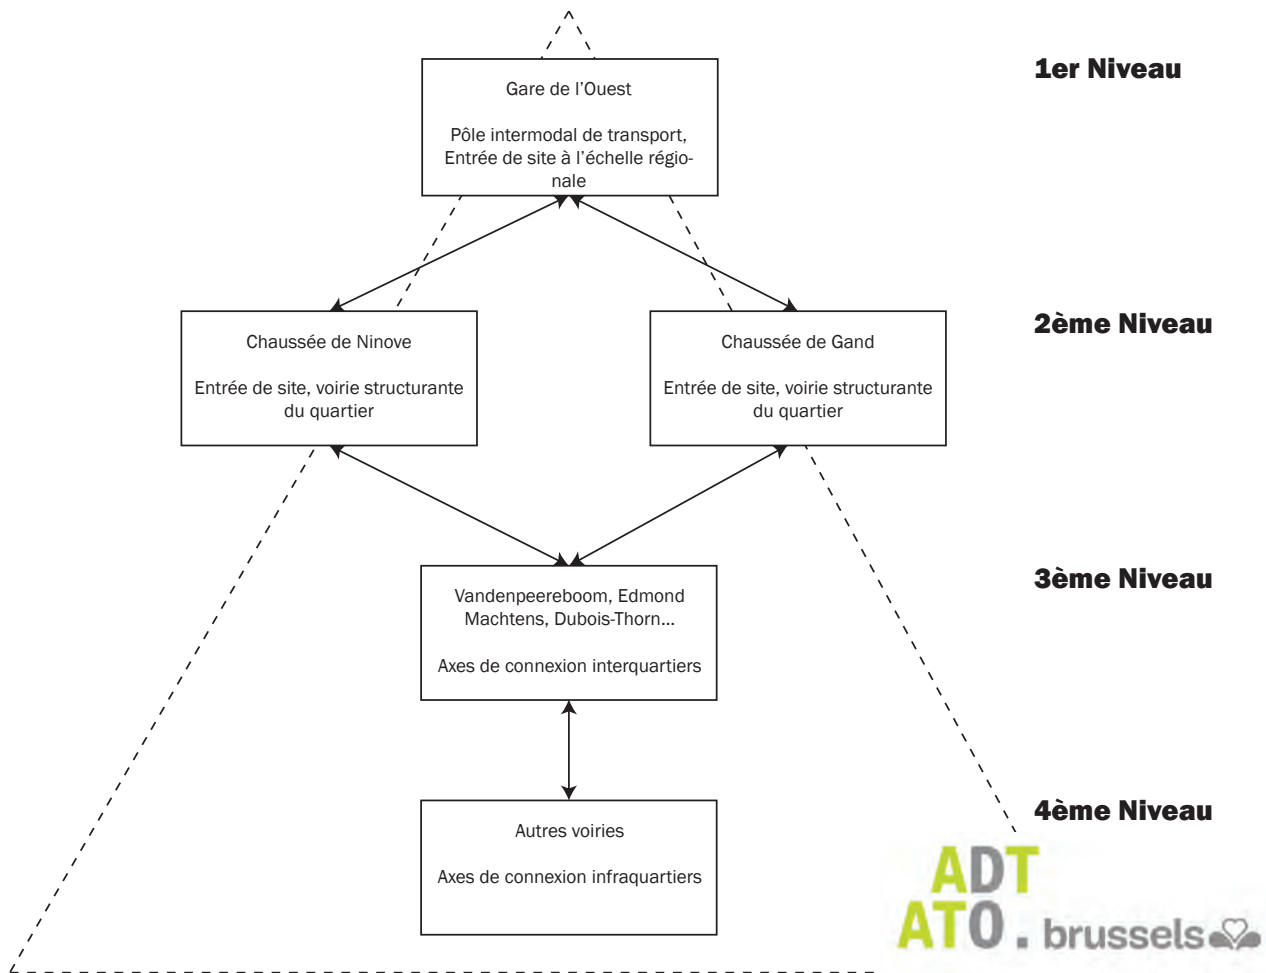 1er Niveau
Gare de l’Ouest
Pôle intermodal de transport,
Entrée de site à l’échelle régio-
nale
2ème Niveau
Chaussée de Ninove
Entrée de site, voirie structurante
du quartier
Chaussée de Gand
Entrée de site, voirie structurante
du quartier
3ème Niveau
Vandenpeereboom, Edmond
Machtens, Dubois-Thorn...
Axes de connexion interquartiers
4ème Niveau
Autres voiries
Axes de connexion infraquartiers
ADT
ATO.brussels